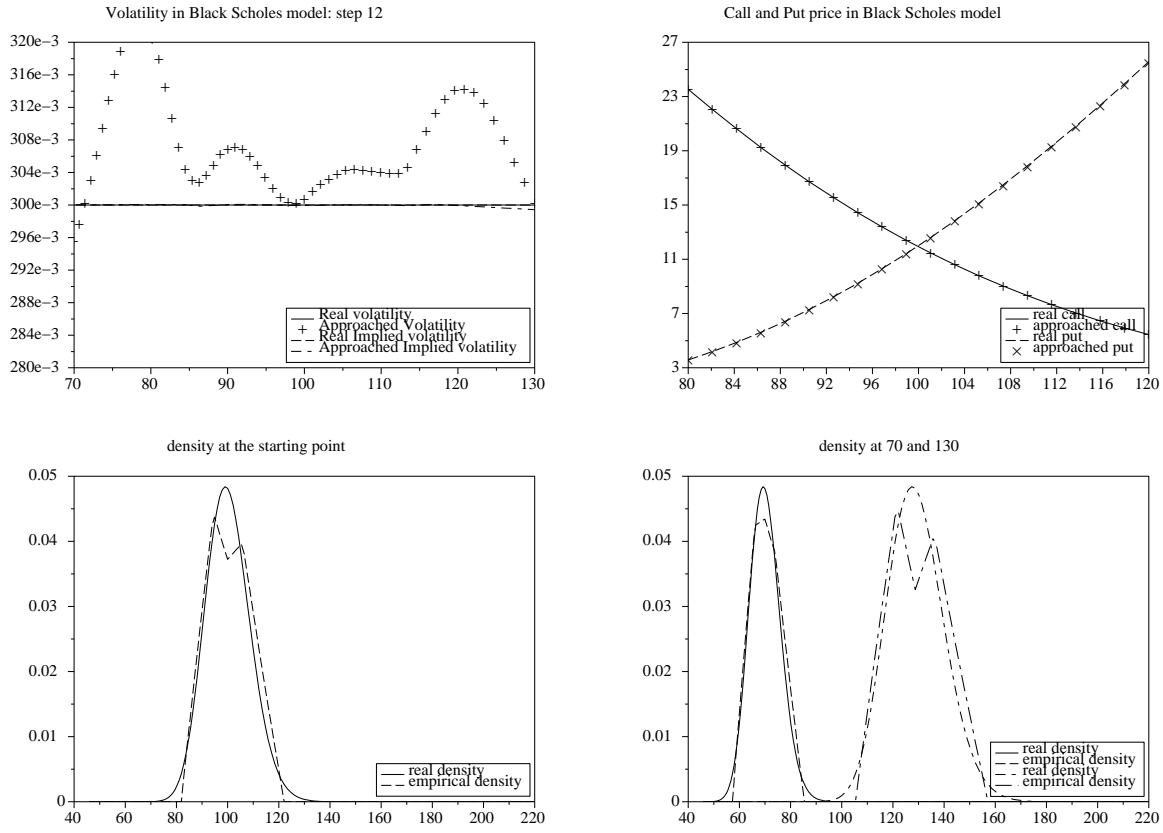 Volatility in Black Scholes model: step 12
320e−3
316e−3
312e−3
308e−3
304e−3
300e−3
296e−3
292e−3
288e−3
284e−3
280e−3
70 80 90 100 110 120 130
Real volatility
Approached Volatility
Real Implied volatility
Approached Implied volatility
Call and Put price in Black Scholes model
27
23
19
15
11
7
3
80 84 88 92 96 100 104 108 112 116 120
real call
approached call
real put
approached put
density at the starting point
0.05
0.04
0.03
0.02
0.01
0
40 60 80 100 120 140 160 180 200 220
real density
empirical density
density at 70 and 130
0.05
0.04
0.03
0.02
0.01
0
40 60 80 100 120 140 160 180 200 220
real density
empirical density
real density
empirical density